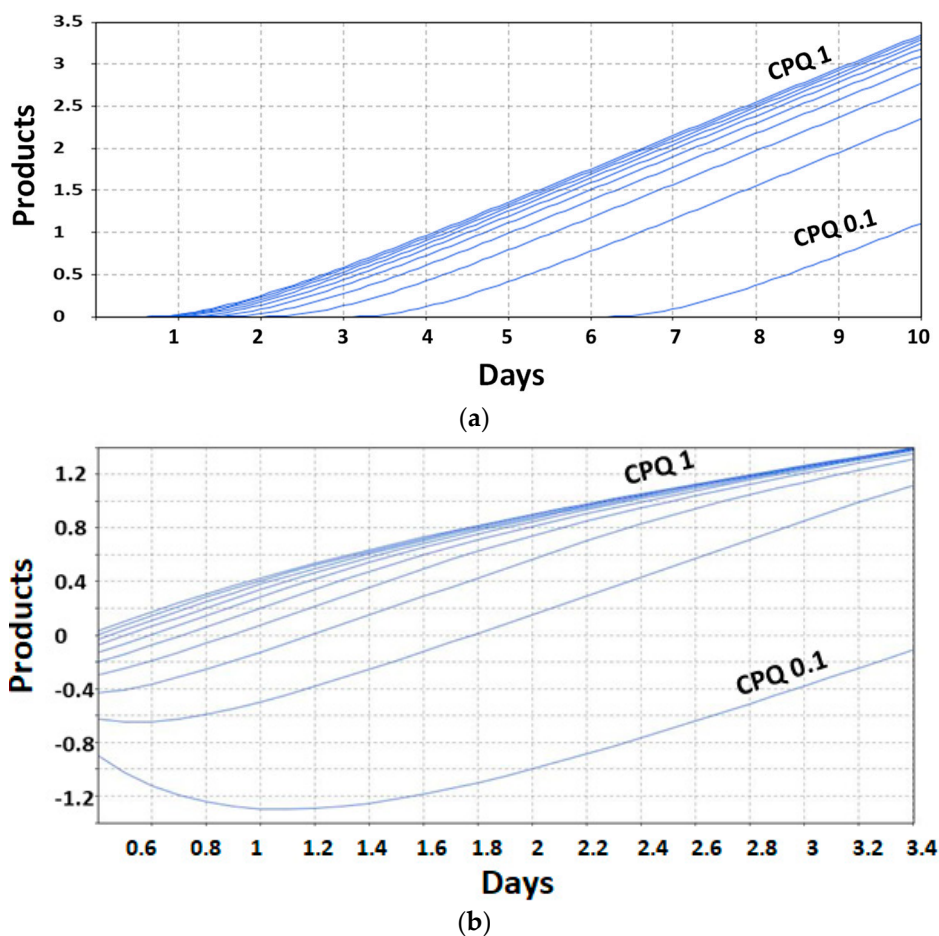 3.5
3
2.5
2
1.5
1
0.5
0
Products
CPQ 1
CPQ 0.1
1 2 3 4 5 6 7 8 9 10
Days
(a)
1.2
0.8
0.4
0
-0.4
-0.8
-1.2
Products
CPQ 1
CPQ 0.1
0.6 0.8 1 1.2 1.4 1.6 1.8 2 2.2 2.4 2.6 2.8 3 3.2 3.4
Days
(b)